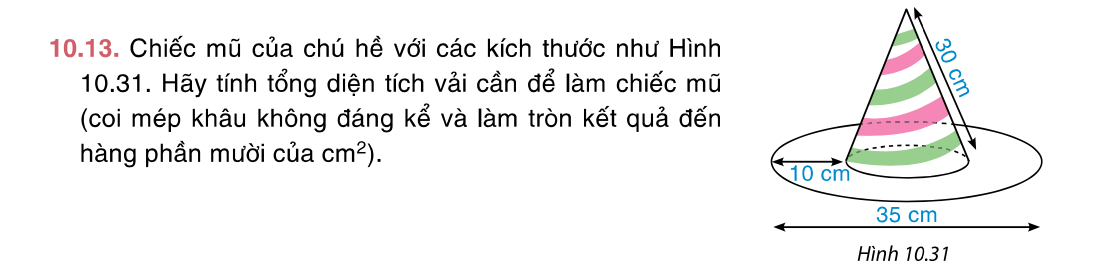 10.13. Chiếc mũ của chú hề với các kích thước như Hình
10.31. Hãy tính tổng diện tích vải cần để làm chiếc mũ
(coi mép khâu không đáng kể và làm tròn kết quả đến
hàng phần mười của cm²).
30 cm
10 cm
35 cm
Hình 10.31